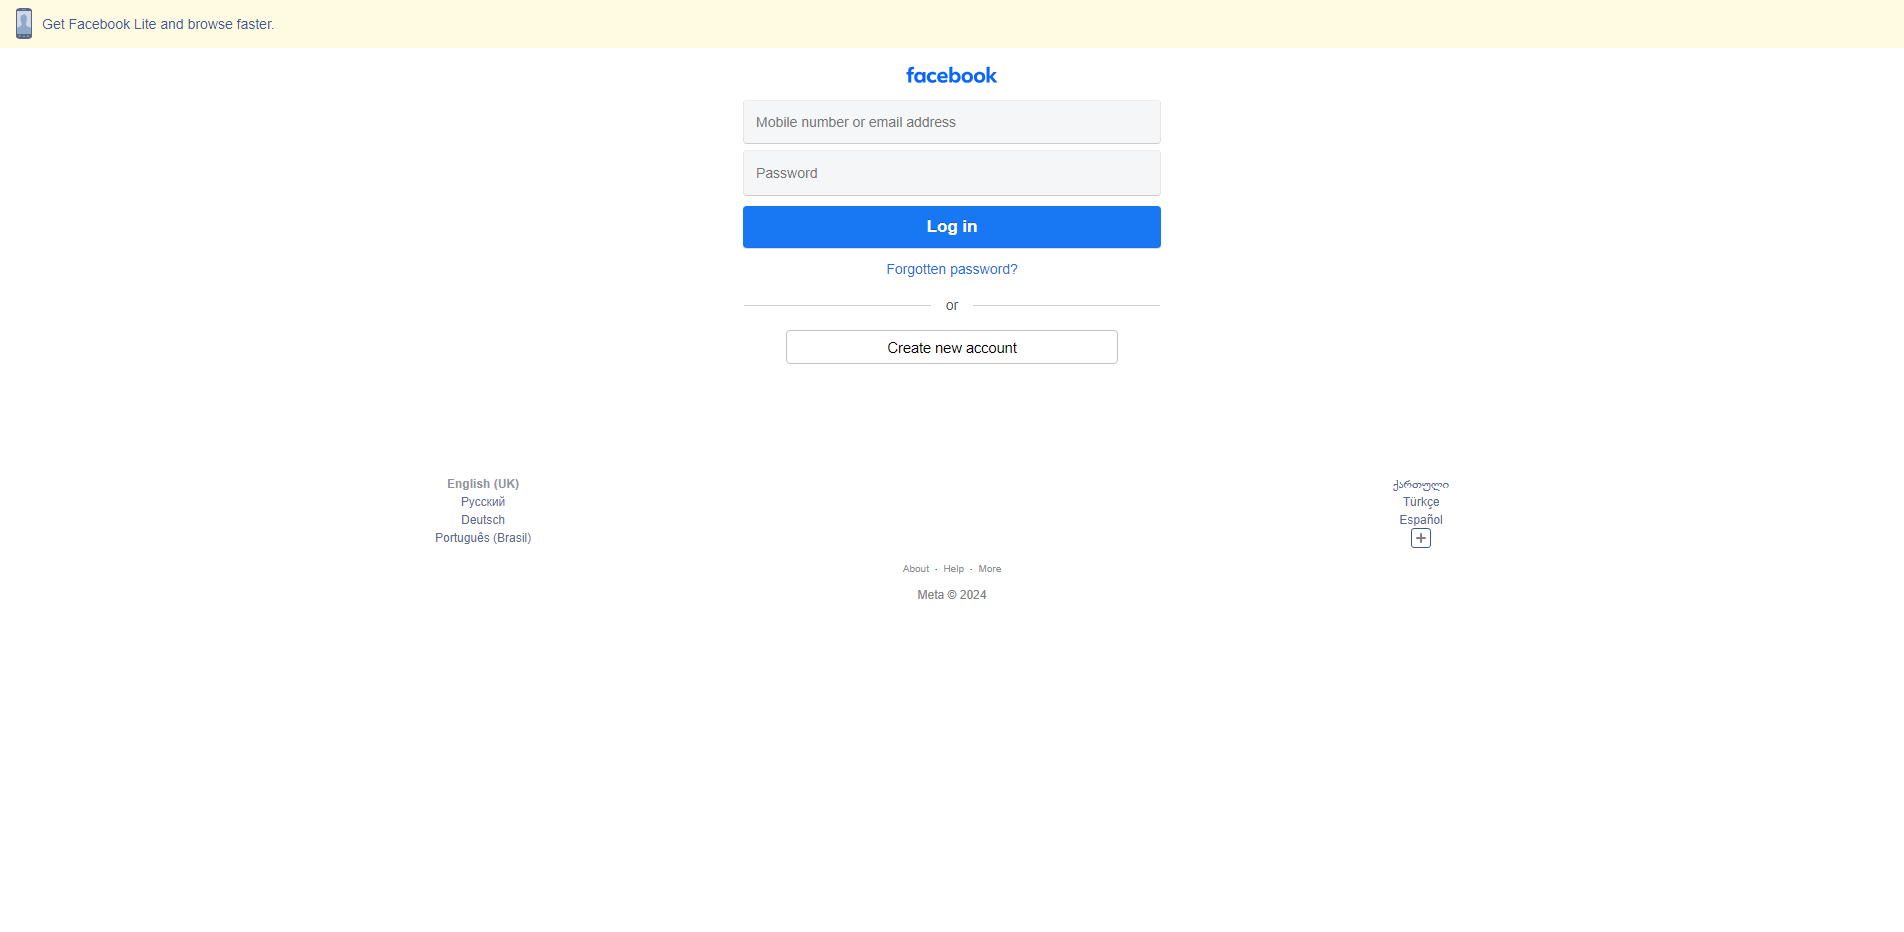 Get Facebook Lite and browse faster.
facebook
Mobile number or email address
Password
Log in
Forgotten password?
or
Create new account
English (UK)
Русский
Deutsch
Português (Brasil)
ქართული
Türkçe
Español
About · Help · More
Meta © 2024